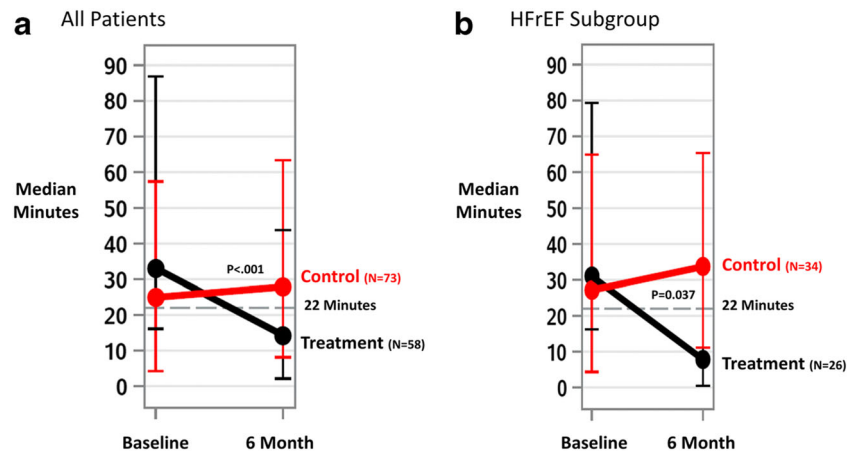 a All Patients
90
80
70
60
50
40
30
20
10
0
Median
Minutes
P<.001
Control (N=73)
22 Minutes
Treatment (N=58)
Baseline 6 Month
b HFrEF Subgroup
90
80
70
60
50
40
30
20
10
0
Median
Minutes
Control (N=34)
P=0.037
22 Minutes
Treatment (N=26)
Baseline 6 Month